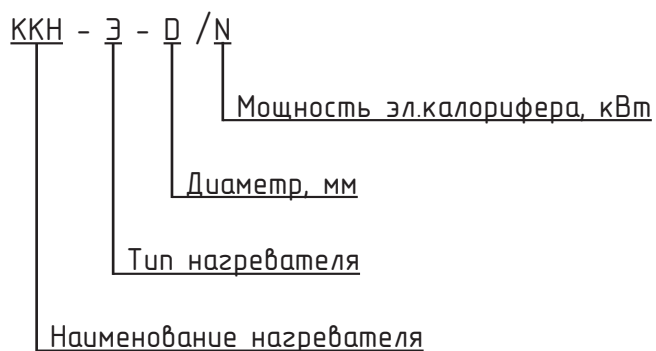 ККН - Э - D /N
Мощность эл.калорифера, кВт
Диаметр, мм
Тип нагревателя
Наименование нагревателя